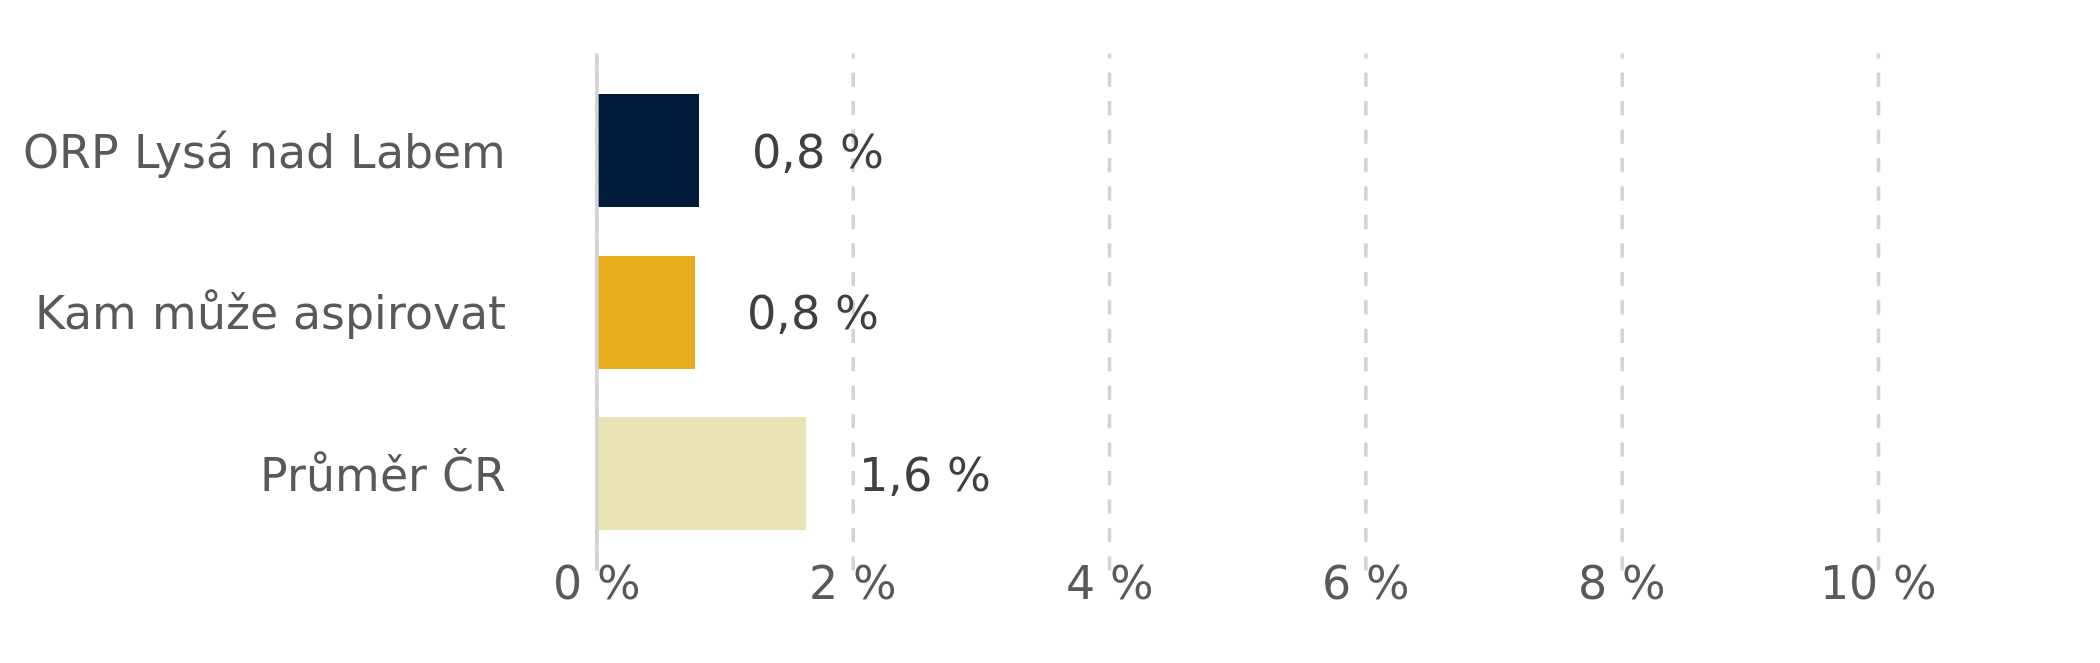 ORP Lysá nad Labem 0,8 %
Kam může aspirovat 0,8 %
Průměr ČR 1,6 %
0 % 2 % 4 % 6 % 8 % 10 %